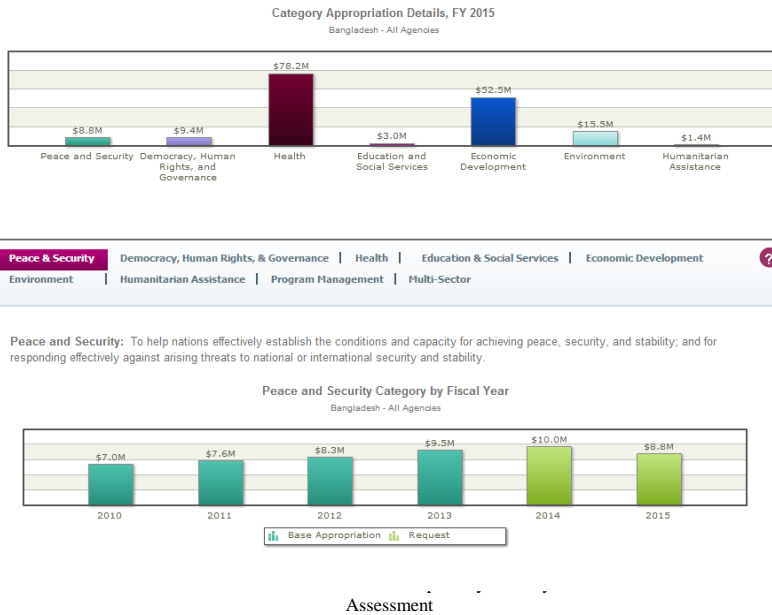 Category Appropriation Details, FY 2015
Bangladesh - All Agencies
$8.8M $9.4M $78.2M $3.0M $52.5M $15.5M $1.4M
Peace and Security Democracy, Human Rights, and Governance Health Education and Social Services Economic Development Environment Humanitarian Assistance
Peace & Security Democracy, Human Rights, & Governance | Health | Education & Social Services | Economic Development ?
Environment | Humanitarian Assistance | Program Management | Multi-Sector
Peace and Security: To help nations effectively establish the conditions and capacity for achieving peace, security, and stability; and for
responding effectively against arising threats to national or international security and stability.
Peace and Security Category by Fiscal Year
Bangladesh - All Agencies
$7.0M $7.6M $8.3M $9.5M $10.0M $8.8M
2010 2011 2012 2013 2014 2015
Base Appropriation Request
Assessment